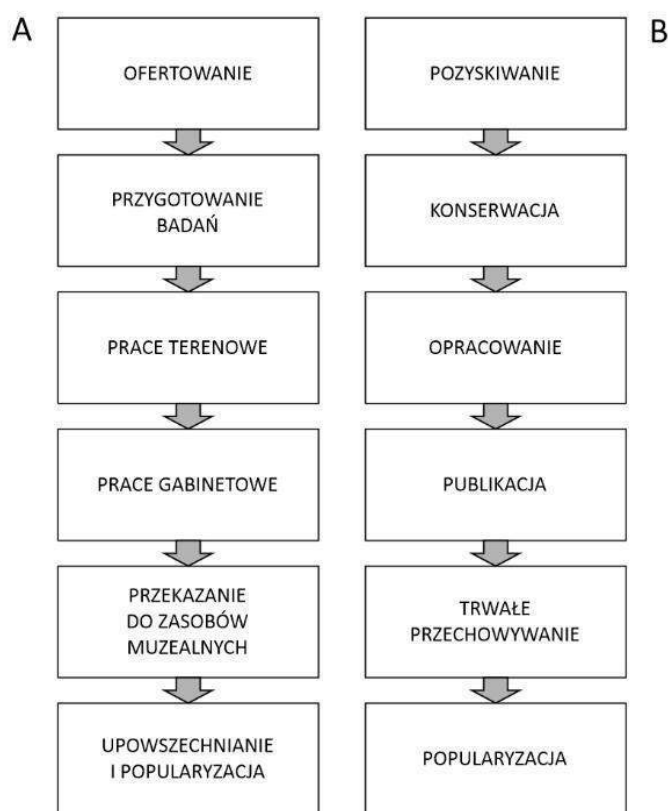 A
OFERTOWANIE
PRZYGOTOWANIE
BADAŃ
PRACE TERENOWE
PRACE GABINETOWE
PRZEKAZANIE
DO ZASOBÓW
MUZEALNYCH
UPOWSZECHNIANIE
I POPULARYZACJA
B
POZYSKIWANIE
KONSERWACJA
OPRACOWANIE
PUBLIKACJA
TRWAŁE
PRZECHOWYWANIE
POPULARYZACJA